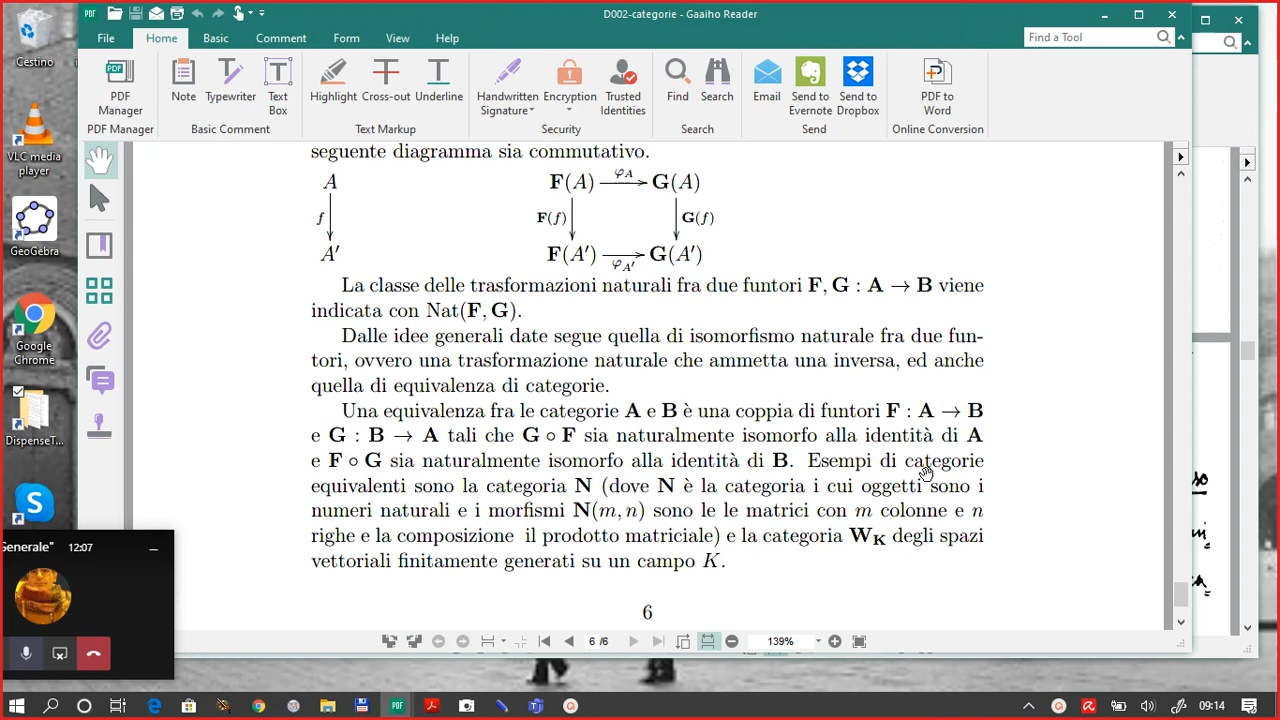 D002-categorie - Gaaiho Reader
Cestino
File Home Basic Comment Form View Help
Find a Tool
PDF Manager
Note
Typewriter
Text Box
Highlight
Cross-out
Underline
Handwritten Signature
Encryption
Trusted Identities
Find
Search
Email
Send to Evernote
Send to Dropbox
PDF to Word
PDF Manager
Basic Comment
Text Markup
Security
Search
Send
Online Conversion
VLC media player
GeoGebra
Google Chrome
DispenseT...
Skype
seguente diagramma sia commutativo.
A F(A) φA G(A)
f F(f) G(f)
A′ F(A′) φA′ G(A′)
La classe delle trasformazioni naturali fra due funtori F, G : A → B viene
indicata con Nat(F, G).
Dalle idee generali date segue quella di isomorfismo naturale fra due fun-
tori, ovvero una trasformazione naturale che ammetta una inversa, ed anche
quella di equivalenza di categorie.
Una equivalenza fra le categorie A e B è una coppia di funtori F : A → B
e G : B → A tali che G ∘ F sia naturalmente isomorfo alla identità di A
e F ∘ G sia naturalmente isomorfo alla identità di B. Esempi di categorie
equivalenti sono la categoria N (dove N è la categoria i cui oggetti sono i
numeri naturali e i morfismi N(m, n) sono le le matrici con m colonne e n
righe e la composizione il prodotto matriciale) e la categoria WK degli spazi
vettoriali finitamente generati su un campo K.
6
Generale" 12:07
6 /6
139%
09:14